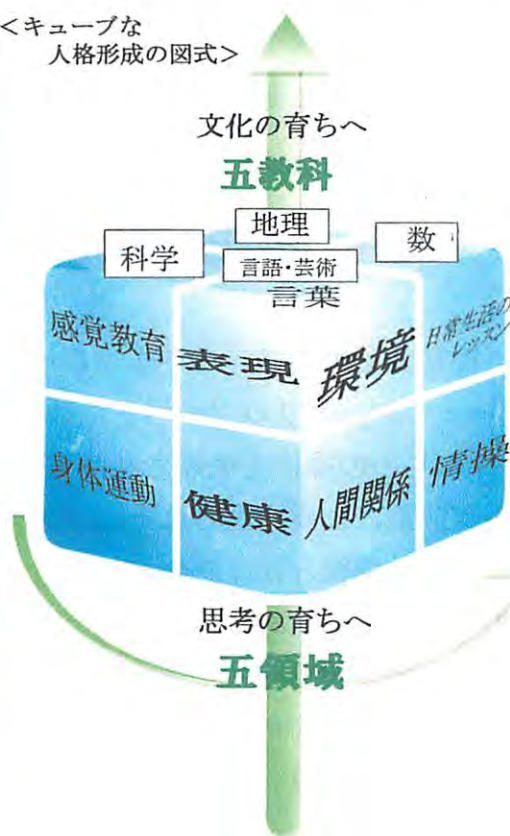 <キューブな
人格形成の図式>
文化の育ちへ
五教科
地理
科学
数
言語・芸術
言葉
感覚教育
表現
環境
日常生活の
レッスン
身体運動
健康
人間関係
情操
思考の育ちへ
五領域